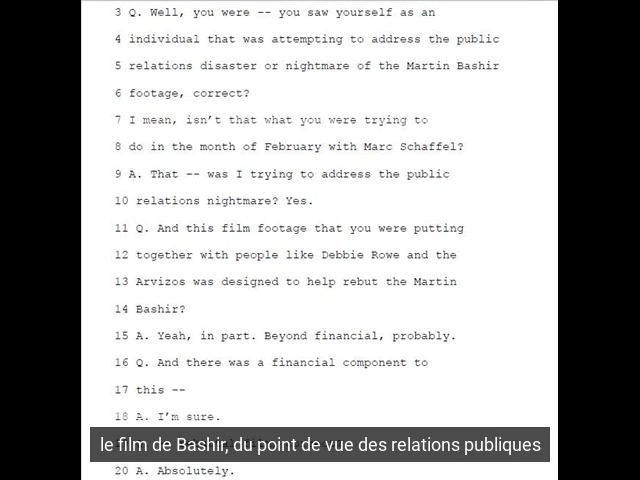 3 Q. Well, you were -- you saw yourself as an
4 individual that was attempting to address the public
5 relations disaster or nightmare of the Martin Bashir
6 footage, correct?
7 I mean, isn't that what you were trying to
8 do in the month of February with Marc Schaffel?
9 A. That -- was I trying to address the public
10 relations nightmare? Yes.
11 Q. And this film footage that you were putting
12 together with people like Debbie Rowe and the
13 Arvizos was designed to help rebut the Martin
14 Bashir?
15 A. Yeah, in part. Beyond financial, probably.
16 Q. And there was a financial component to
17 this --
18 A. I'm sure.
le film de Bashir, du point de vue des relations publiques
20 A. Absolutely.